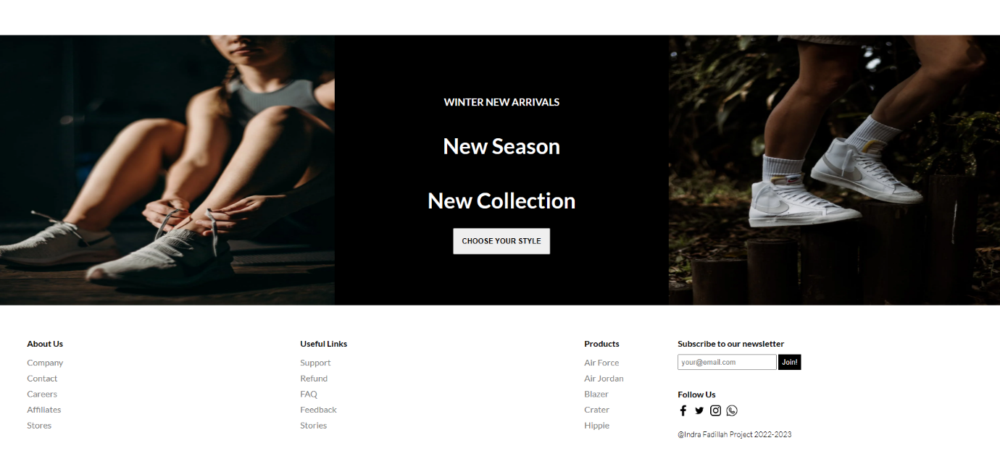 WINTER NEW ARRIVALS
New Season
New Collection
CHOOSE YOUR STYLE
About Us
Company
Contact
Careers
Affiliates
Stores
Useful Links
Support
Refund
FAQ
Feedback
Stories
Products
Air Force
Air Jordan
Blazer
Crater
Hippie
Subscribe to our newsletter
your@email.com Join!
Follow Us
@Indra Fadillah Project 2022-2023